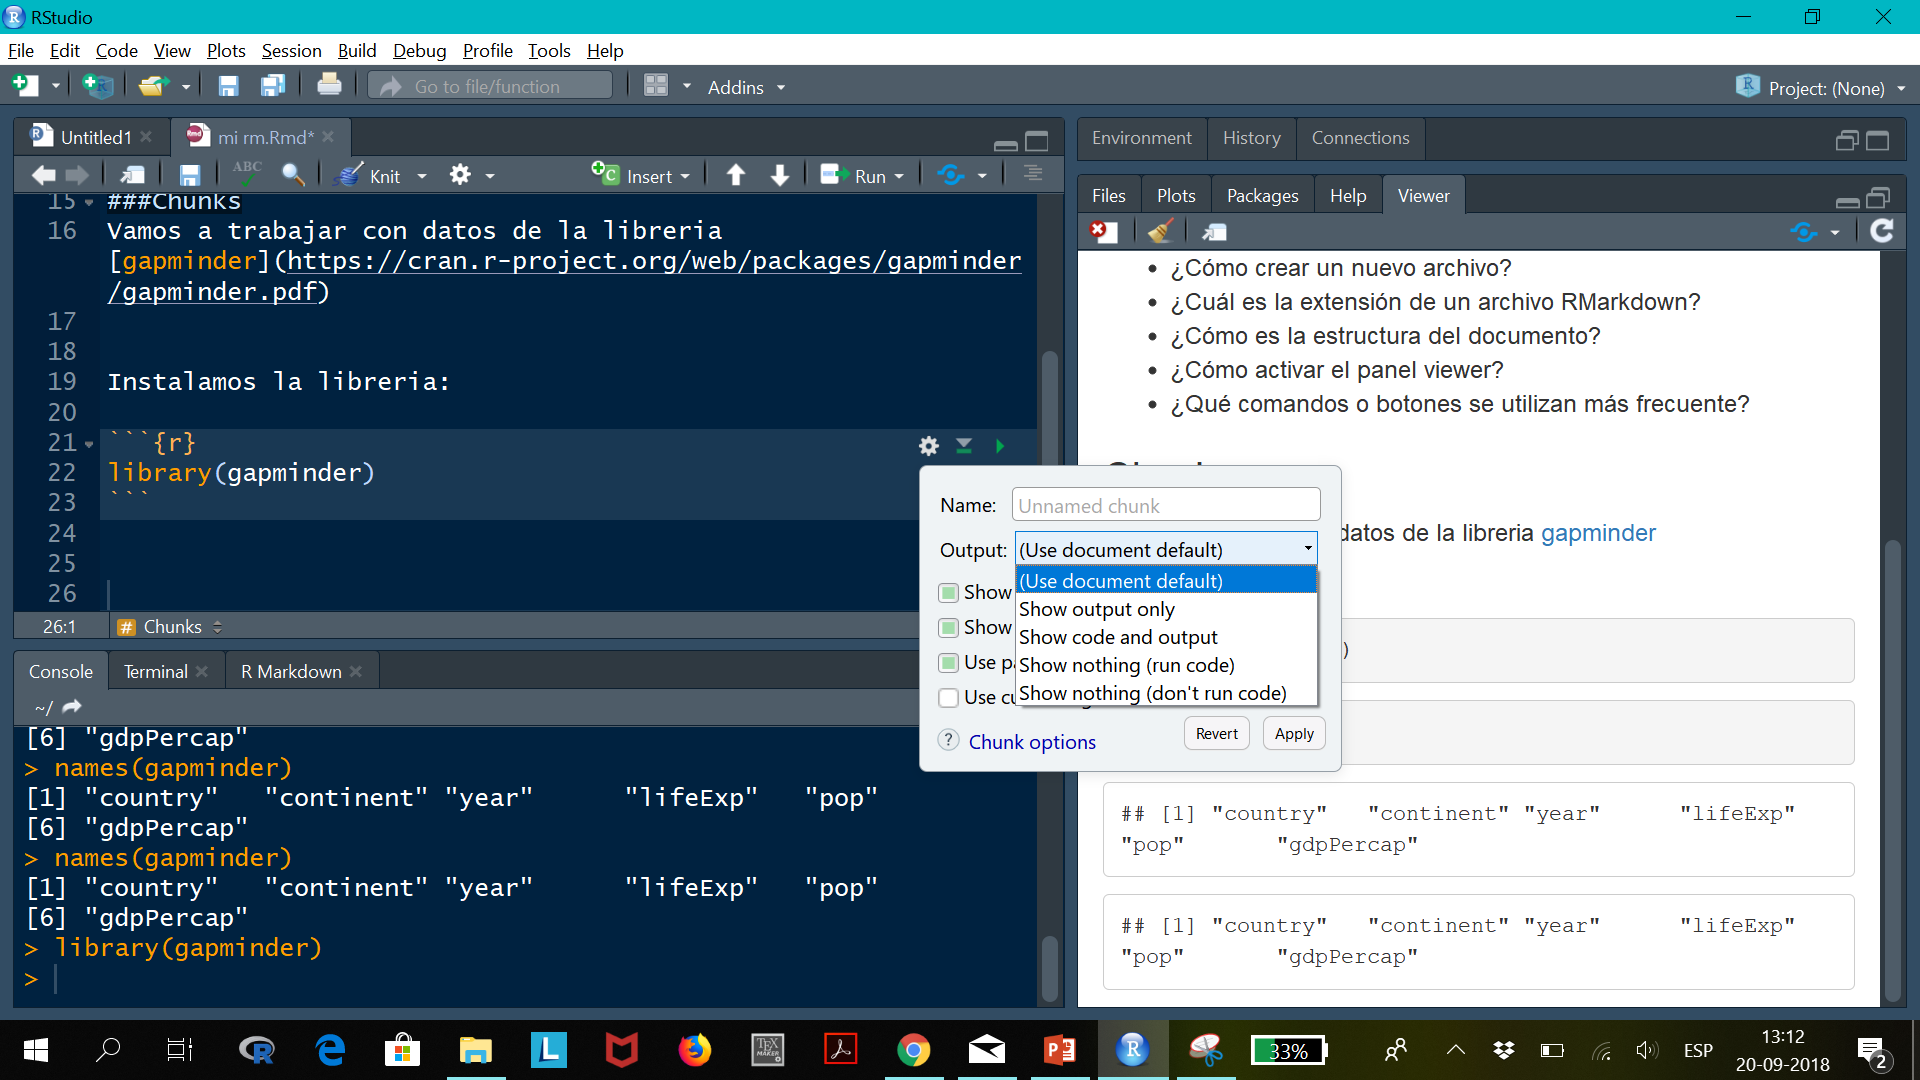 RStudio
File Edit Code View Plots Session Build Debug Profile Tools Help
Go to file/function
Addins
Project: (None)
Untitled1
mi rm.Rmd*
ABC
Knit
Insert
Run
15 ###Chunks
16 Vamos a trabajar con datos de la libreria
[gapminder](https://cran.r-project.org/web/packages/gapminder
/gapminder.pdf)
17
18
19 Instalamos la libreria:
20
21 ```{r}
22 library(gapminder)
23 ```
24
25
26
26:1 # Chunks
Console Terminal R Markdown
~/
[6] "gdpPercap"
> names(gapminder)
[1] "country" "continent" "year" "lifeExp" "pop"
[6] "gdpPercap"
> names(gapminder)
[1] "country" "continent" "year" "lifeExp" "pop"
[6] "gdpPercap"
> library(gapminder)
>
Environment History Connections
Files Plots Packages Help Viewer
• ¿Cómo crear un nuevo archivo?
• ¿Cuál es la extensión de un archivo RMarkdown?
• ¿Cómo es la estructura del documento?
• ¿Cómo activar el panel viewer?
• ¿Qué comandos o botones se utilizan más frecuente?
datos de la libreria gapminder
)
## [1] "country" "continent" "year" "lifeExp"
"pop" "gdpPercap"
## [1] "country" "continent" "year" "lifeExp"
"pop" "gdpPercap"
Name: Unnamed chunk
Output: (Use document default)
(Use document default)
Show output only
Show code and output
Show nothing (run code)
Show nothing (don't run code)
Show
Show
Use
Use
? Chunk options
Revert
Apply
33%
ESP
13:12
20-09-2018
2